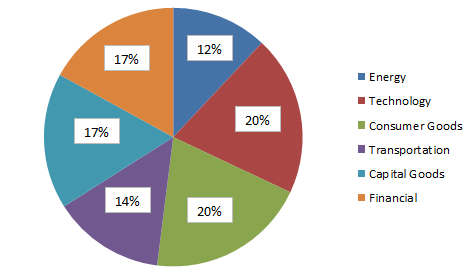 12%
20%
20%
14%
17%
17%
Energy
Technology
Consumer Goods
Transportation
Capital Goods
Financial